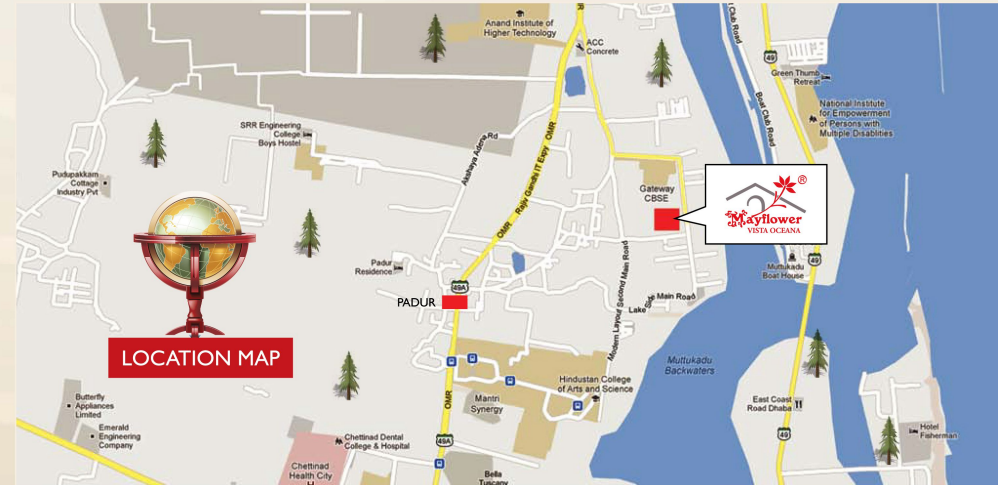 Anand Institute of
Higher Technology
ACC
Concrete
OMR
Club Road
49
Green Thumb
Retreat
National Institute
for Empowerment
of Persons with
Multiple Disabilities
Boat Club Road
SRR Engineering
College
Boys Hostel
Akshaya Adena Rd
Rajiv Gandhi IT Expy
OMR
Pudupakkam
Cottage
Industry Pvt
Gateway
CBSE
Mayflower
®
VISTA OCEANA
Padur
Residence
49A
PADUR
Muttukadu
Boat House
49
Modern Layout Second Main Road
Lake Side Main Road
LOCATION MAP
Muttukadu
Backwaters
Hindustan College
of Arts and Science
Mantri
Synergy
OMR
49A
Butterfly
Appliances
Limited
Emerald
Engineering
Company
Chettinad Dental
College & Hospital
Chettinad
Health City
H
Bella
Tuscany
East Coast
Road Dhaba
49
Hotel
Fisherman